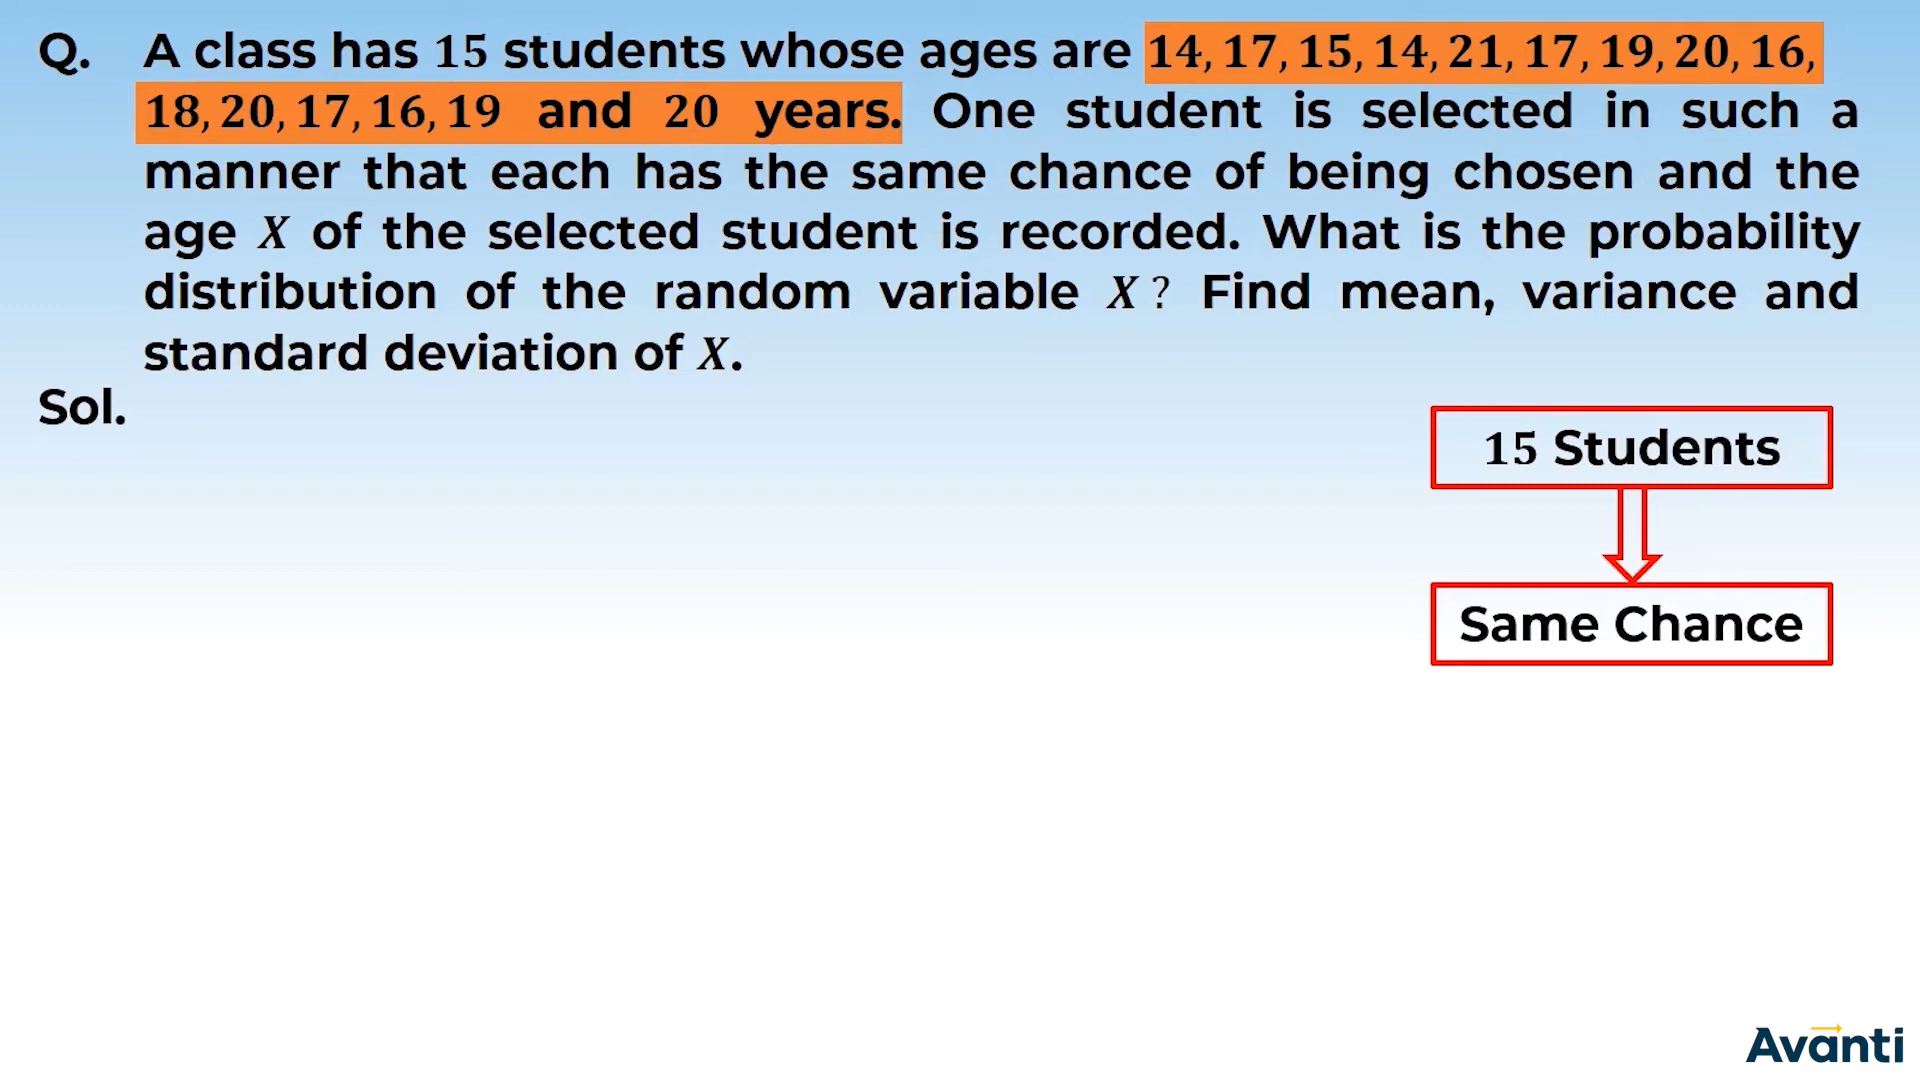 Q. A class has 15 students whose ages are 14, 17, 15, 14, 21, 17, 19, 20, 16,
18, 20, 17, 16, 19 and 20 years. One student is selected in such a
manner that each has the same chance of being chosen and the
age X of the selected student is recorded. What is the probability
distribution of the random variable X ? Find mean, variance and
standard deviation of X.
Sol.
15 Students
Same Chance
Avanti